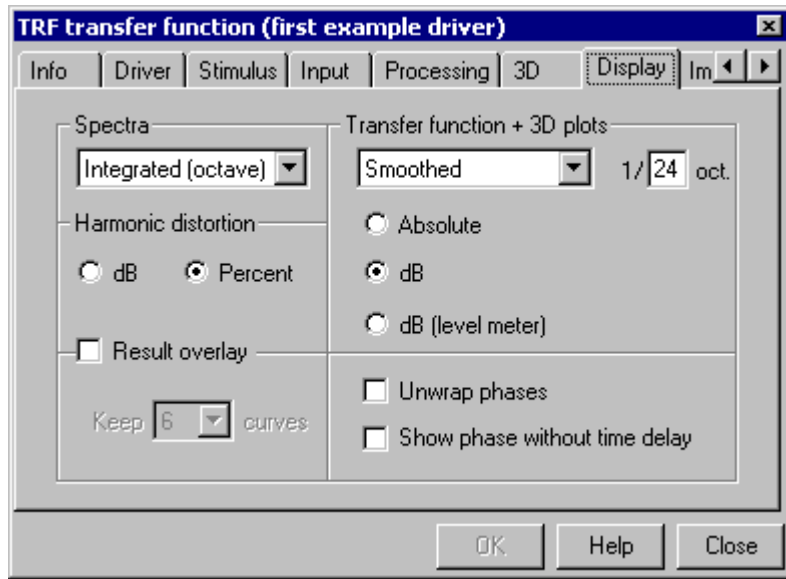 TRF transfer function (first example driver)
Info Driver Stimulus Input Processing 3D Display Im
Spectra
Integrated (octave)
Transfer function + 3D plots
Smoothed 1/ 24 oct.
Harmonic distortion
dB Percent
Absolute
dB
dB (level meter)
Result overlay
Keep 6 curves
Unwrap phases
Show phase without time delay
OK Help Close